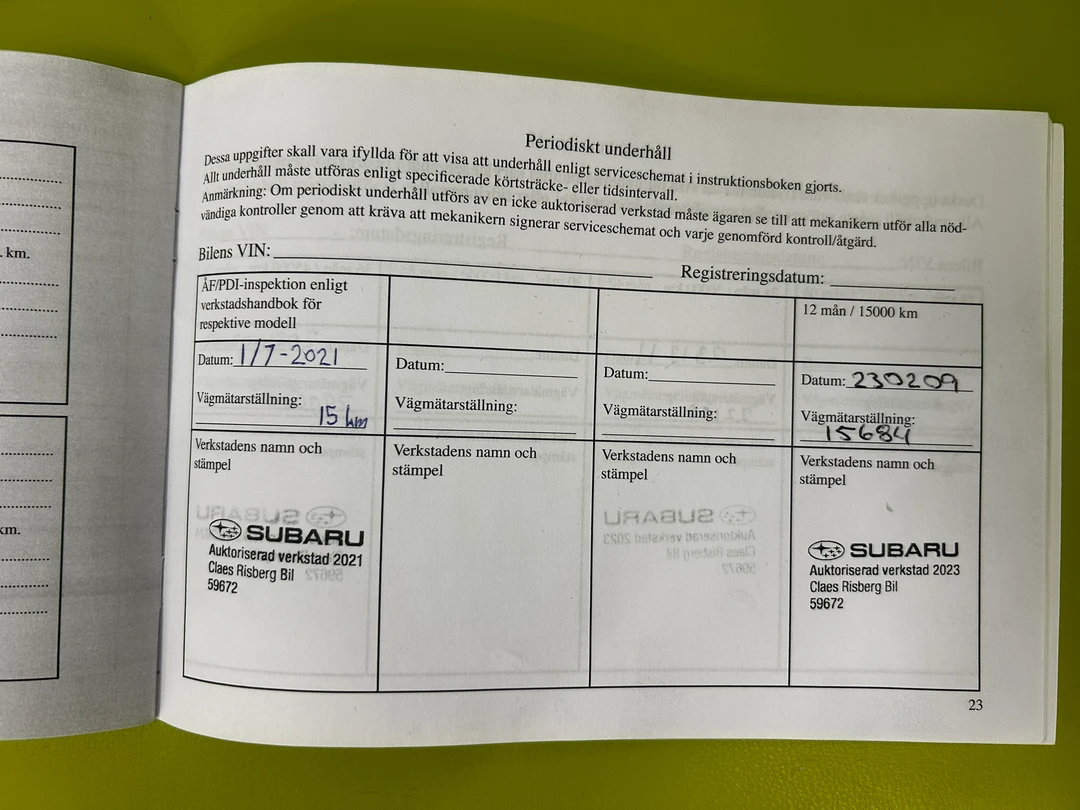 Periodiskt underhåll
Dessa uppgifter skall vara ifyllda för att visa att underhåll enligt serviceschemat i instruktionsboken gjorts.
Allt underhåll måste utföras enligt specificerade körtsträcke- eller tidsintervall.
Anmärkning: Om periodiskt underhåll utförs av en icke auktoriserad verkstad måste ägaren se till att mekanikern utför alla nöd-
vändiga kontroller genom att kräva att mekanikern signerar serviceschemat och varje genomförd kontroll/åtgärd.
Bilens VIN: Registreringsdatum:
ÅF/PDI-inspektion enligt
verkstadshandbok för
respektive modell
Datum: 1/7-2021
Vägmätarställning:
15 km
Verkstadens namn och
stämpel
SUBARU
Auktoriserad verkstad 2021
Claes Risberg Bil
59672
Datum:
Vägmätarställning:
Verkstadens namn och
stämpel
Datum:
Vägmätarställning:
Verkstadens namn och
stämpel
12 mån / 15000 km
Datum: 230209
Vägmätarställning:
15684
Verkstadens namn och
stämpel
SUBARU
Auktoriserad verkstad 2023
Claes Risberg Bil
59672
23
. km.
km.